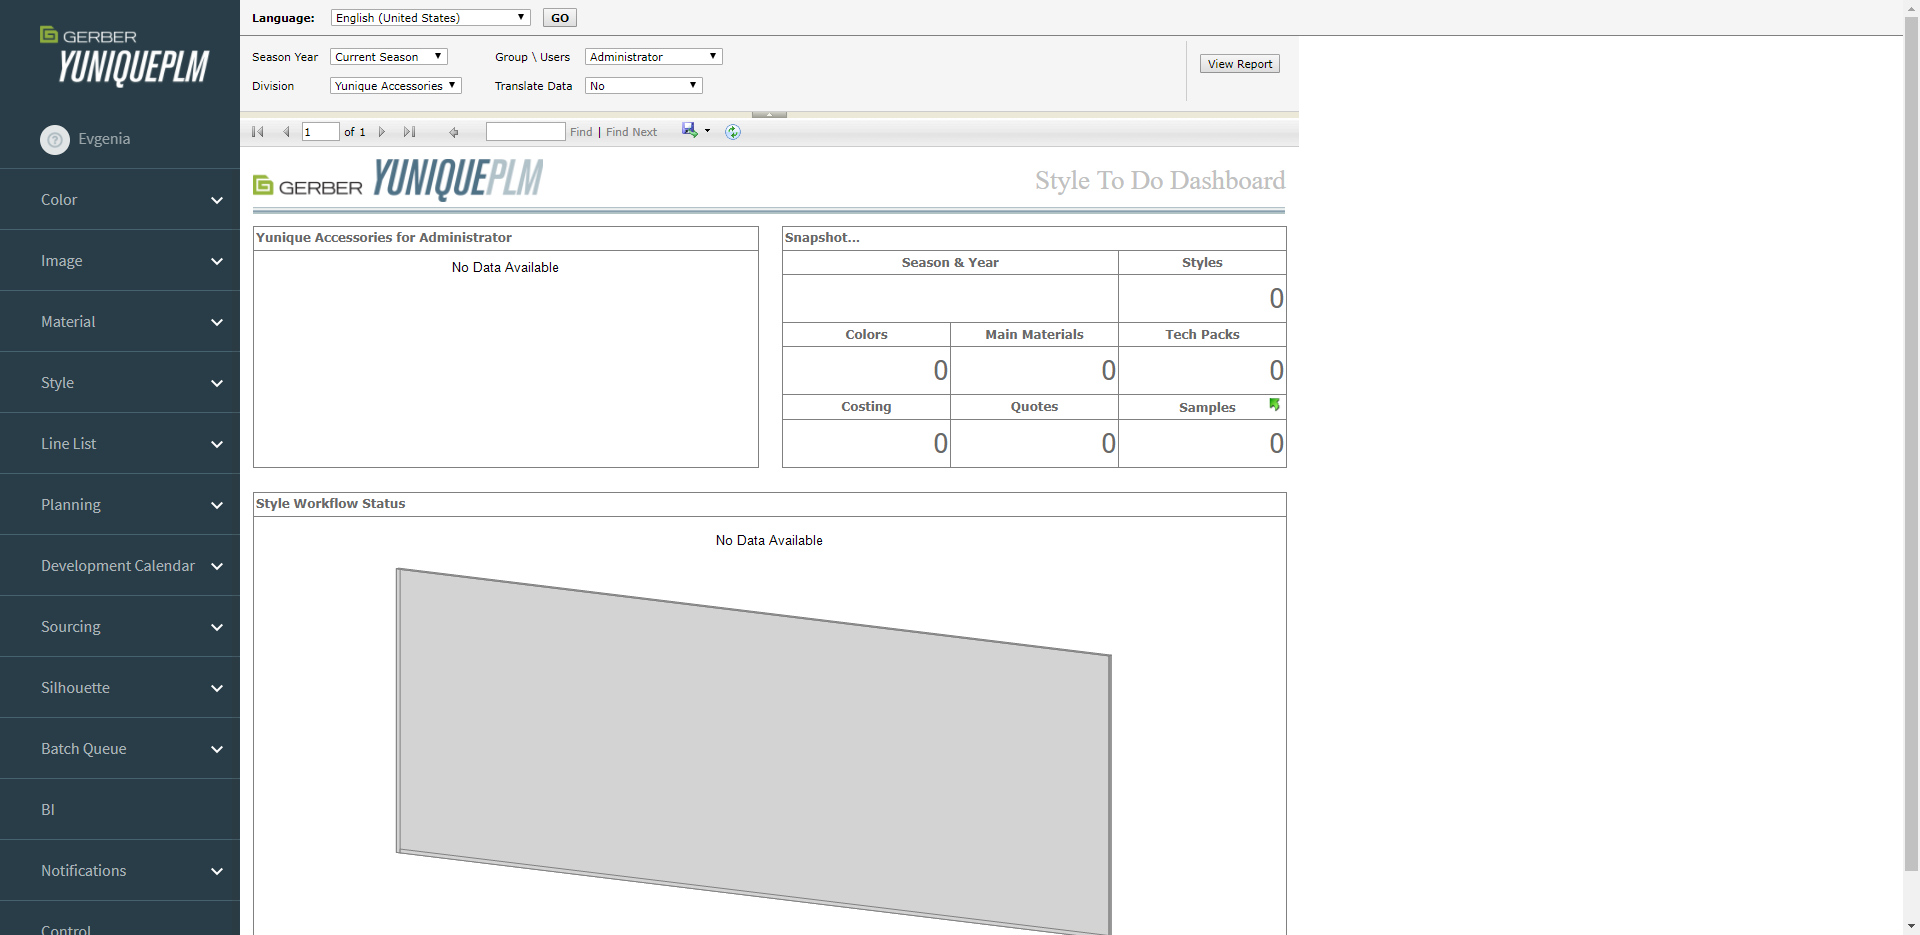 GERBER
YUNIQUEPLM
Evgenia
Color
Image
Material
Style
Line List
Planning
Development Calendar
Sourcing
Silhouette
Batch Queue
BI
Notifications
Control
Language: English (United States) GO
Season Year Current Season Group \ Users Administrator View Report
Division Yunique Accessories Translate Data No
1 of 1 Find | Find Next
GERBER YUNIQUEPLM Style To Do Dashboard
Yunique Accessories for Administrator
No Data Available
Snapshot...
Season & Year Styles
0
Colors Main Materials Tech Packs
0 0 0
Costing Quotes Samples
0 0 0
Style Workflow Status
No Data Available